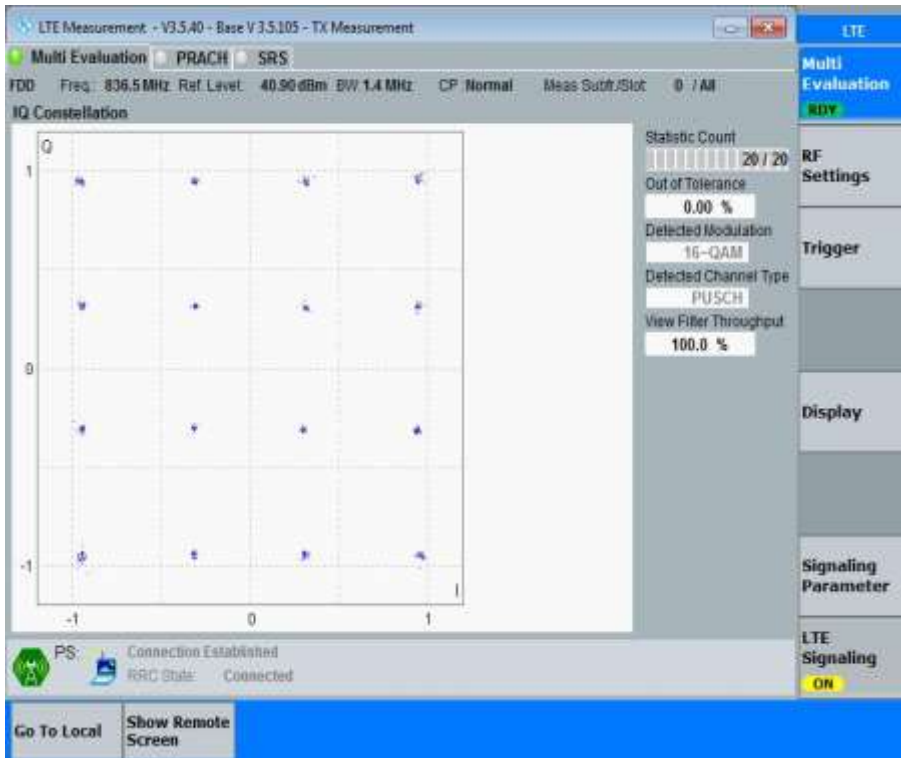 LTE Measurement - V3.5.40 - Base V 3.5.105 - TX Measurement
LTE
Multi Evaluation PRACH SRS
Multi
Evaluation
RDY
FDD Freq.: 836.5 MHz Ref. Level: 40.90 dBm BW: 1.4 MHz CP: Normal Meas Subfr./Slot: 0 / All
IQ Constellation
Q
1
0
-1
-1 0 1
I
Statistic Count
20 / 20
Out of Tolerance
0.00 %
Detected Modulation
16-QAM
Detected Channel Type
PUSCH
View Filter Throughput
100.0 %
RF
Settings
Trigger
Display
Signaling
Parameter
LTE
Signaling
ON
PS: Connection Established
RRC State: Connected
Go To Local
Show Remote
Screen